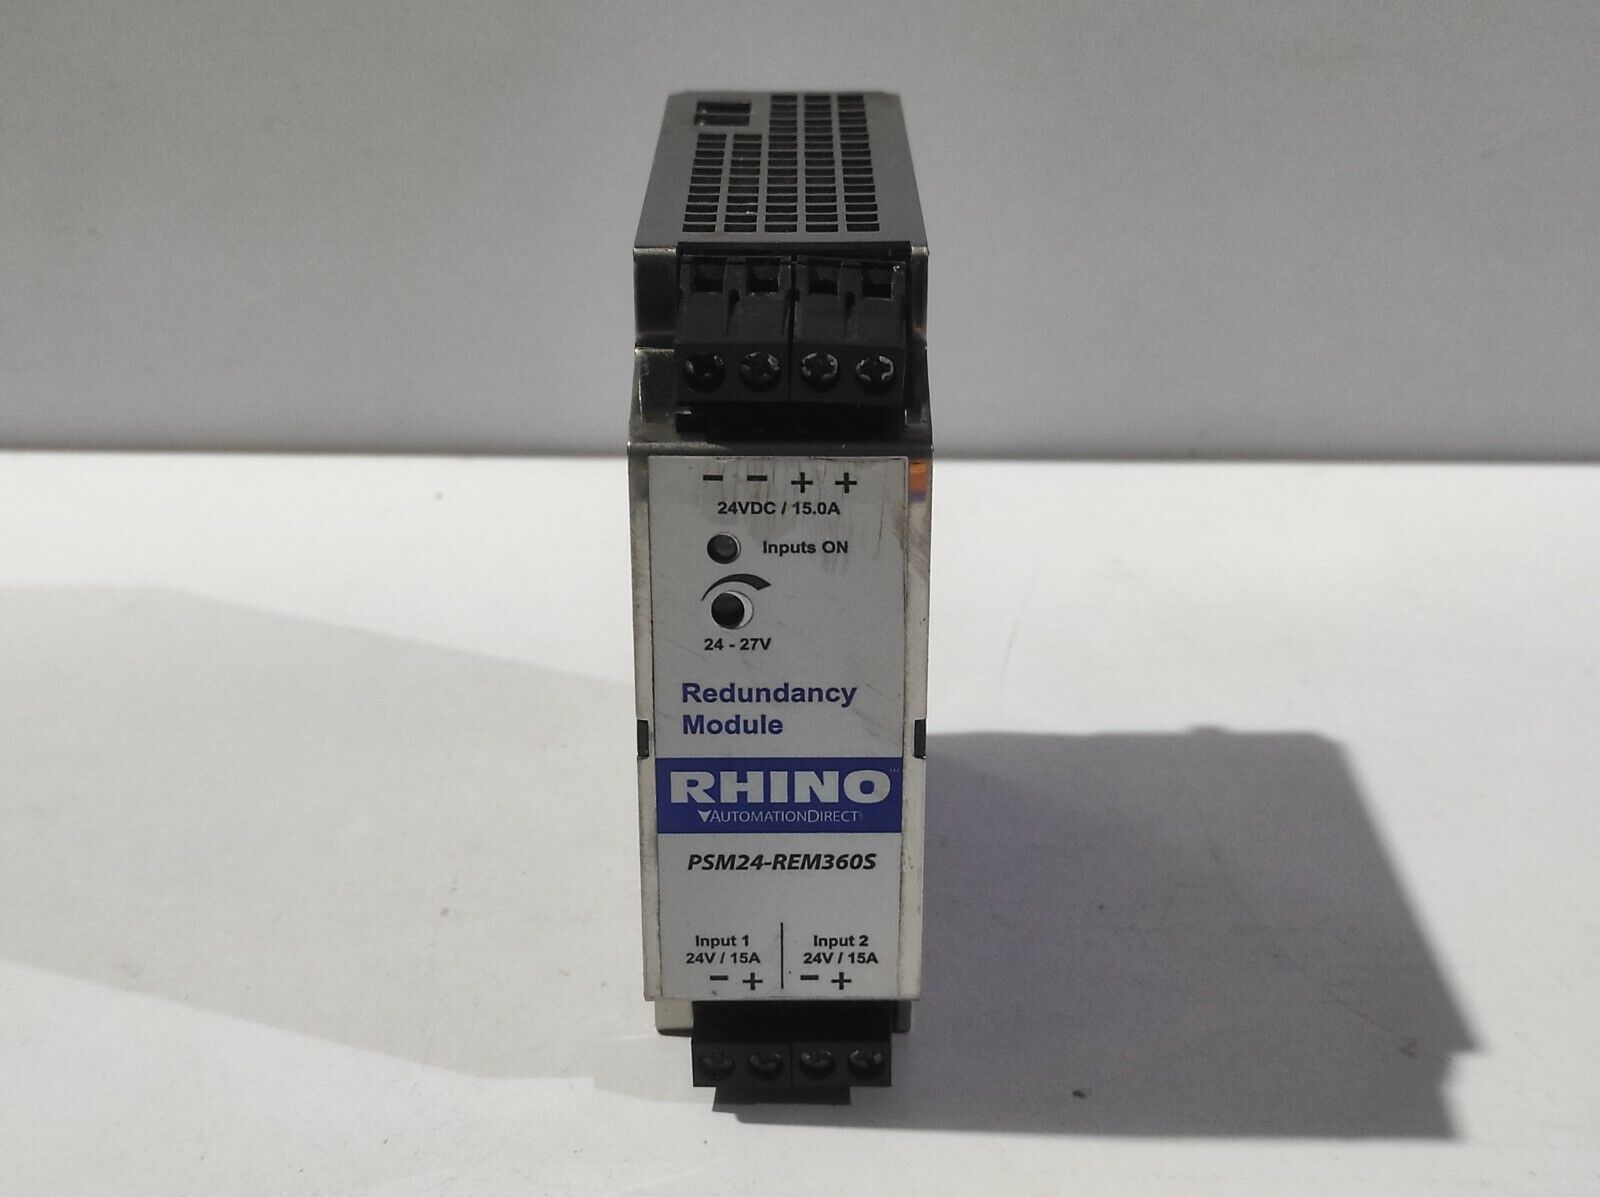 − − + +
24VDC / 15.0A
Inputs ON
24 - 27V
Redundancy
Module
RHINO™
AUTOMATIONDIRECT
PSM24-REM360S
Input 1 Input 2
24V / 15A 24V / 15A
− + − +